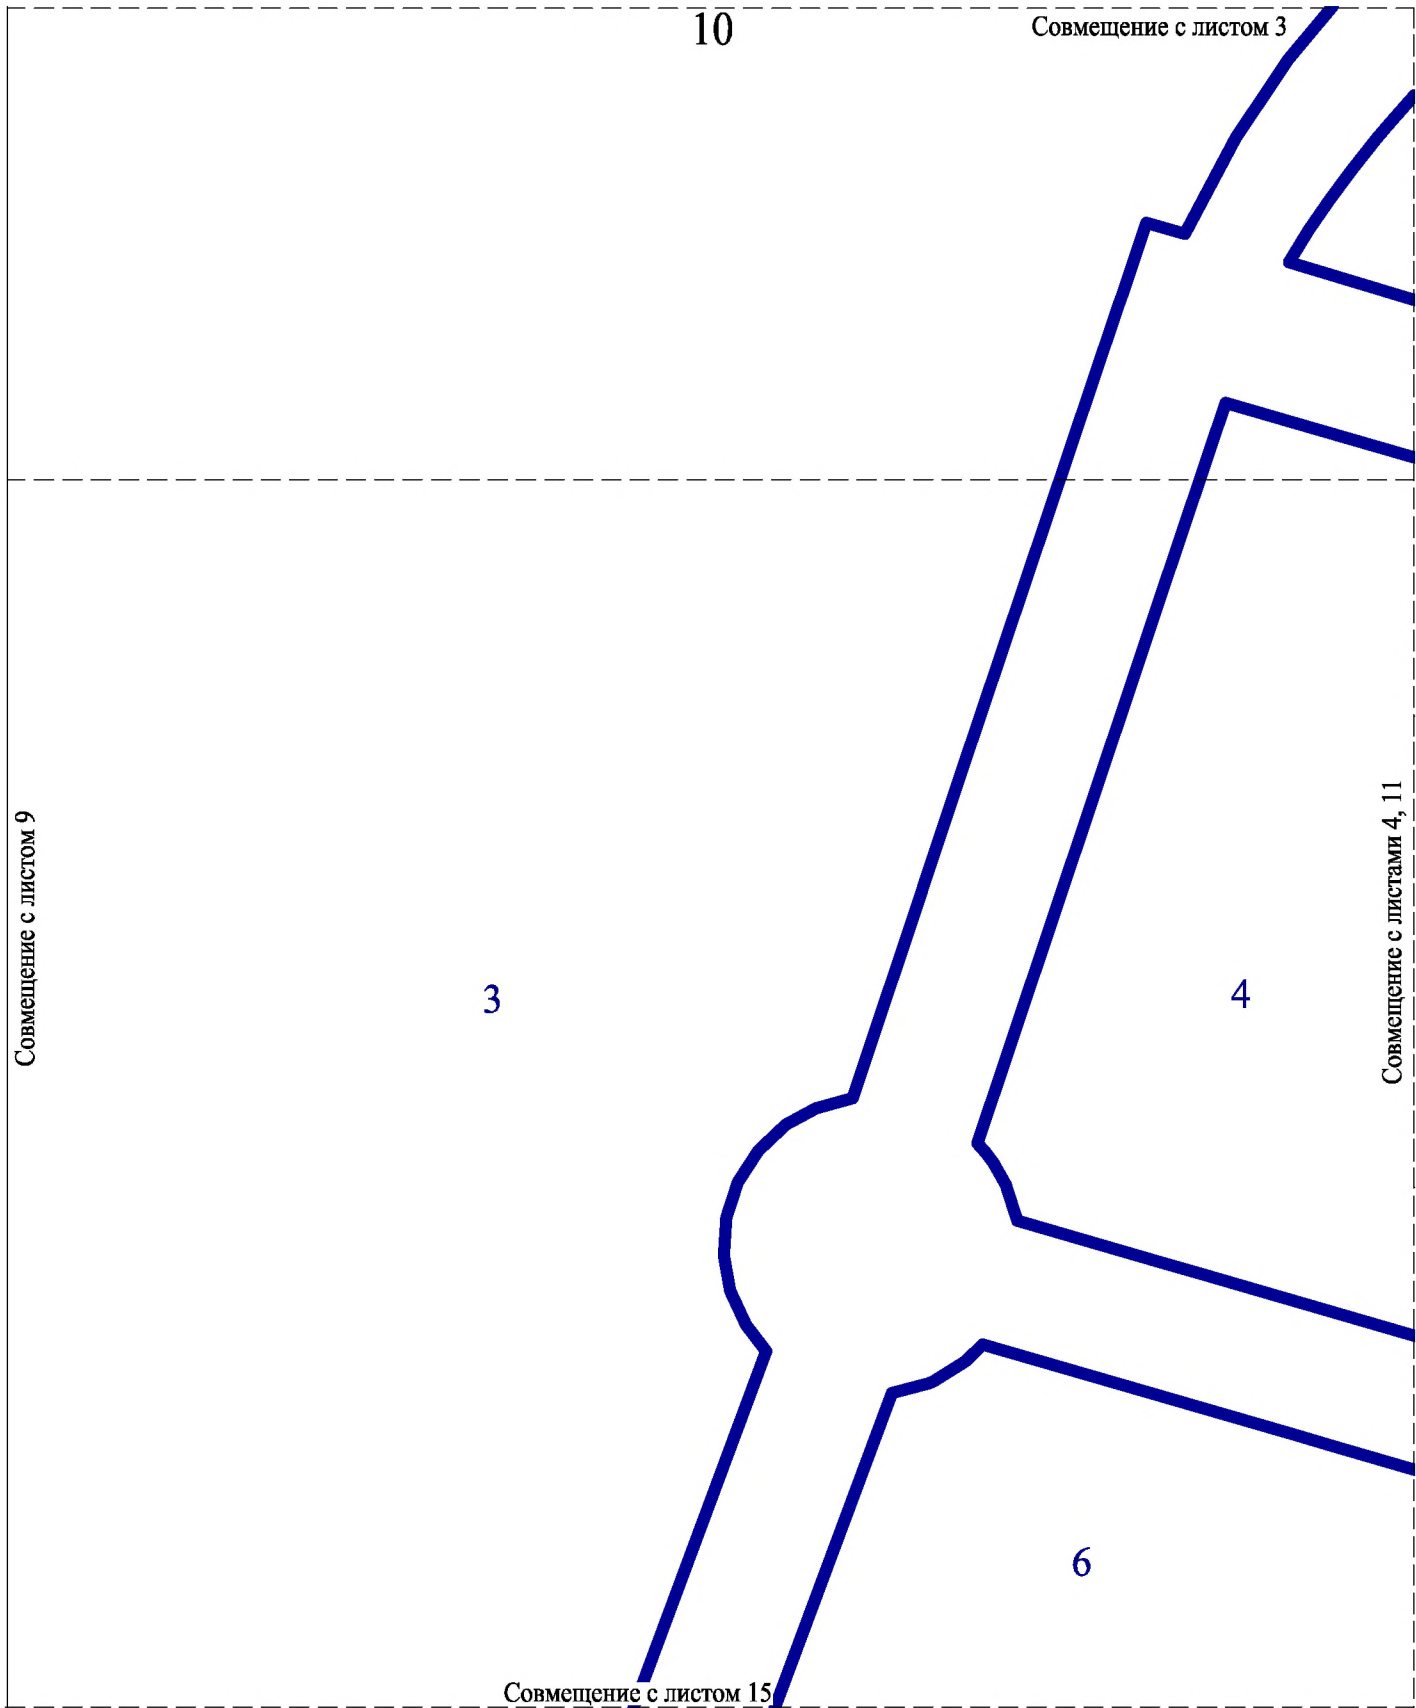 10
Совмещение с листом 3
Совмещение с листом 9
Совмещение с листами 4, 11
3
4
6
Совмещение с листом 15